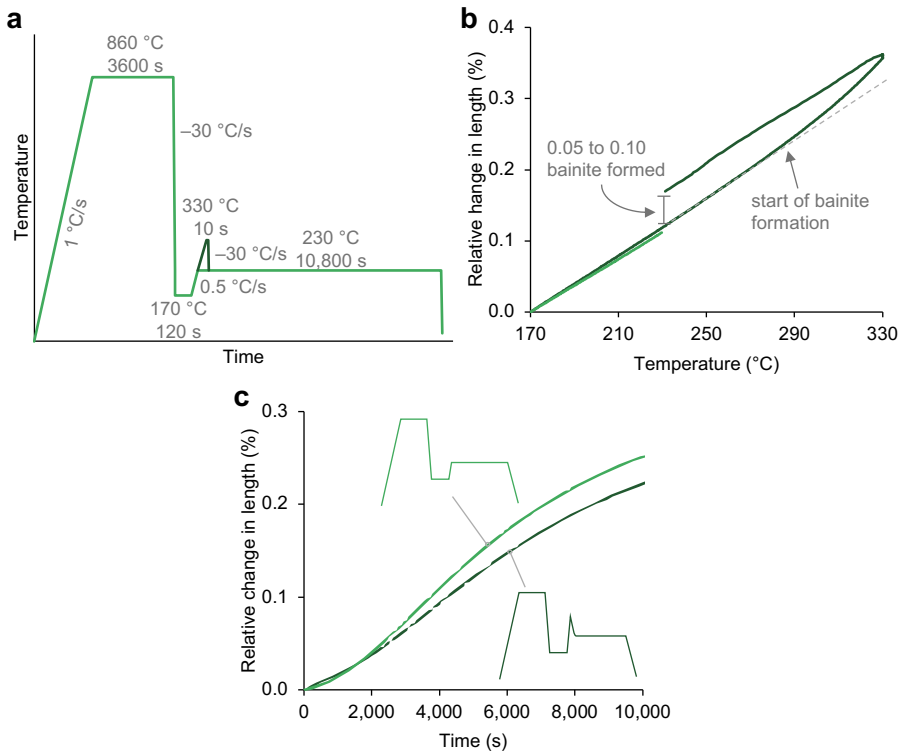 a
860 °C
3600 s
–30 °C/s
1 °C/s
330 °C
10 s
–30 °C/s
230 °C
10,800 s
0.5 °C/s
170 °C
120 s
Temperature
Time
b
0.4
0.3
0.2
0.1
0.0
170
210
250
290
330
Relative hange in length (%)
Temperature (°C)
0.05 to 0.10
bainite formed
start of bainite
formation
c
0.3
0.2
0.1
0.0
0
2,000
4,000
6,000
8,000
10,000
Relative change in length (%)
Time (s)